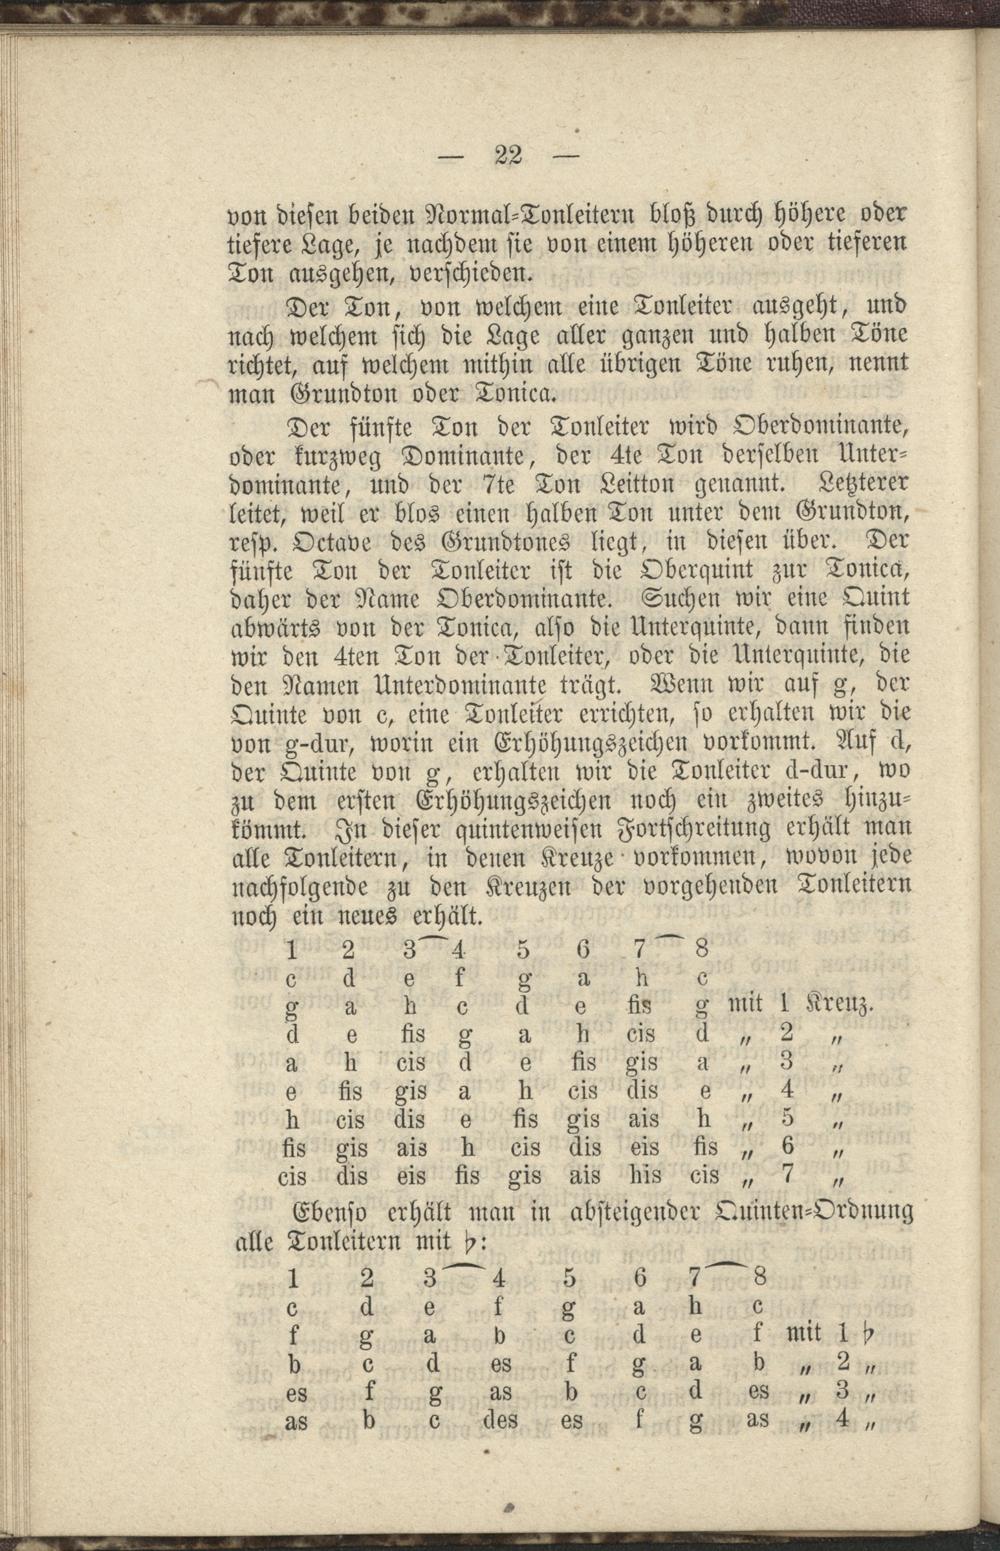 — 22 —
von diesen beiden Normal-Tonleitern bloß durch höhere oder
tiefere Lage, je nachdem sie von einem höheren oder tieferen
Ton ausgehen, verschieden.
Der Ton, von welchem eine Tonleiter ausgeht, und
nach welchem sich die Lage aller ganzen und halben Töne
richtet, auf welchem mithin alle übrigen Töne ruhen, nennt
man Grundton oder Tonica.
Der fünfte Ton der Tonleiter wird Oberdominante,
oder kurzweg Dominante, der 4te Ton derselben Unter-
dominante, und der 7te Ton Leitton genannt. Letzterer
leitet, weil er blos einen halben Ton unter dem Grundton,
resp. Octave des Grundtones liegt, in diesen über. Der
fünfte Ton der Tonleiter ist die Oberquint zur Tonica,
daher der Name Oberdominante. Suchen wir eine Quint
abwärts von der Tonica, also die Unterquinte, dann finden
wir den 4ten Ton der Tonleiter, oder die Unterquinte, die
den Namen Unterdominante trägt. Wenn wir auf g, der
Quinte von c, eine Tonleiter errichten, so erhalten wir die
von g-dur, worin ein Erhöhungszeichen vorkommt. Auf d,
der Quinte von g, erhalten wir die Tonleiter d-dur, wo
zu dem ersten Erhöhungszeichen noch ein zweites hinzu-
kömmt. In dieser quintenweisen Fortschreitung erhält man
alle Tonleitern, in denen Kreuze vorkommen, wovon jede
nachfolgende zu den Kreuzen der vorgehenden Tonleitern
noch ein neues erhält.
1 2 3⁀4 5 6 7⁀8
c d e f g a h c
g a h c d e fis g mit 1 Kreuz.
d e fis g a h cis d „ 2 „
a h cis d e fis gis a „ 3 „
e fis gis a h cis dis e „ 4 „
h cis dis e fis gis ais h „ 5 „
fis gis ais h cis dis eis fis „ 6 „
cis dis eis fis gis ais his cis „ 7 „
Ebenso erhält man in absteigender Quinten-Ordnung
alle Tonleitern mit ♭:
1 2 3⁀4 5 6 7⁀8
c d e f g a h c
f g a b c d e f mit 1 ♭
b c d es f g a b „ 2 „
es f g as b c d es „ 3 „
as b c des es f g as „ 4 „